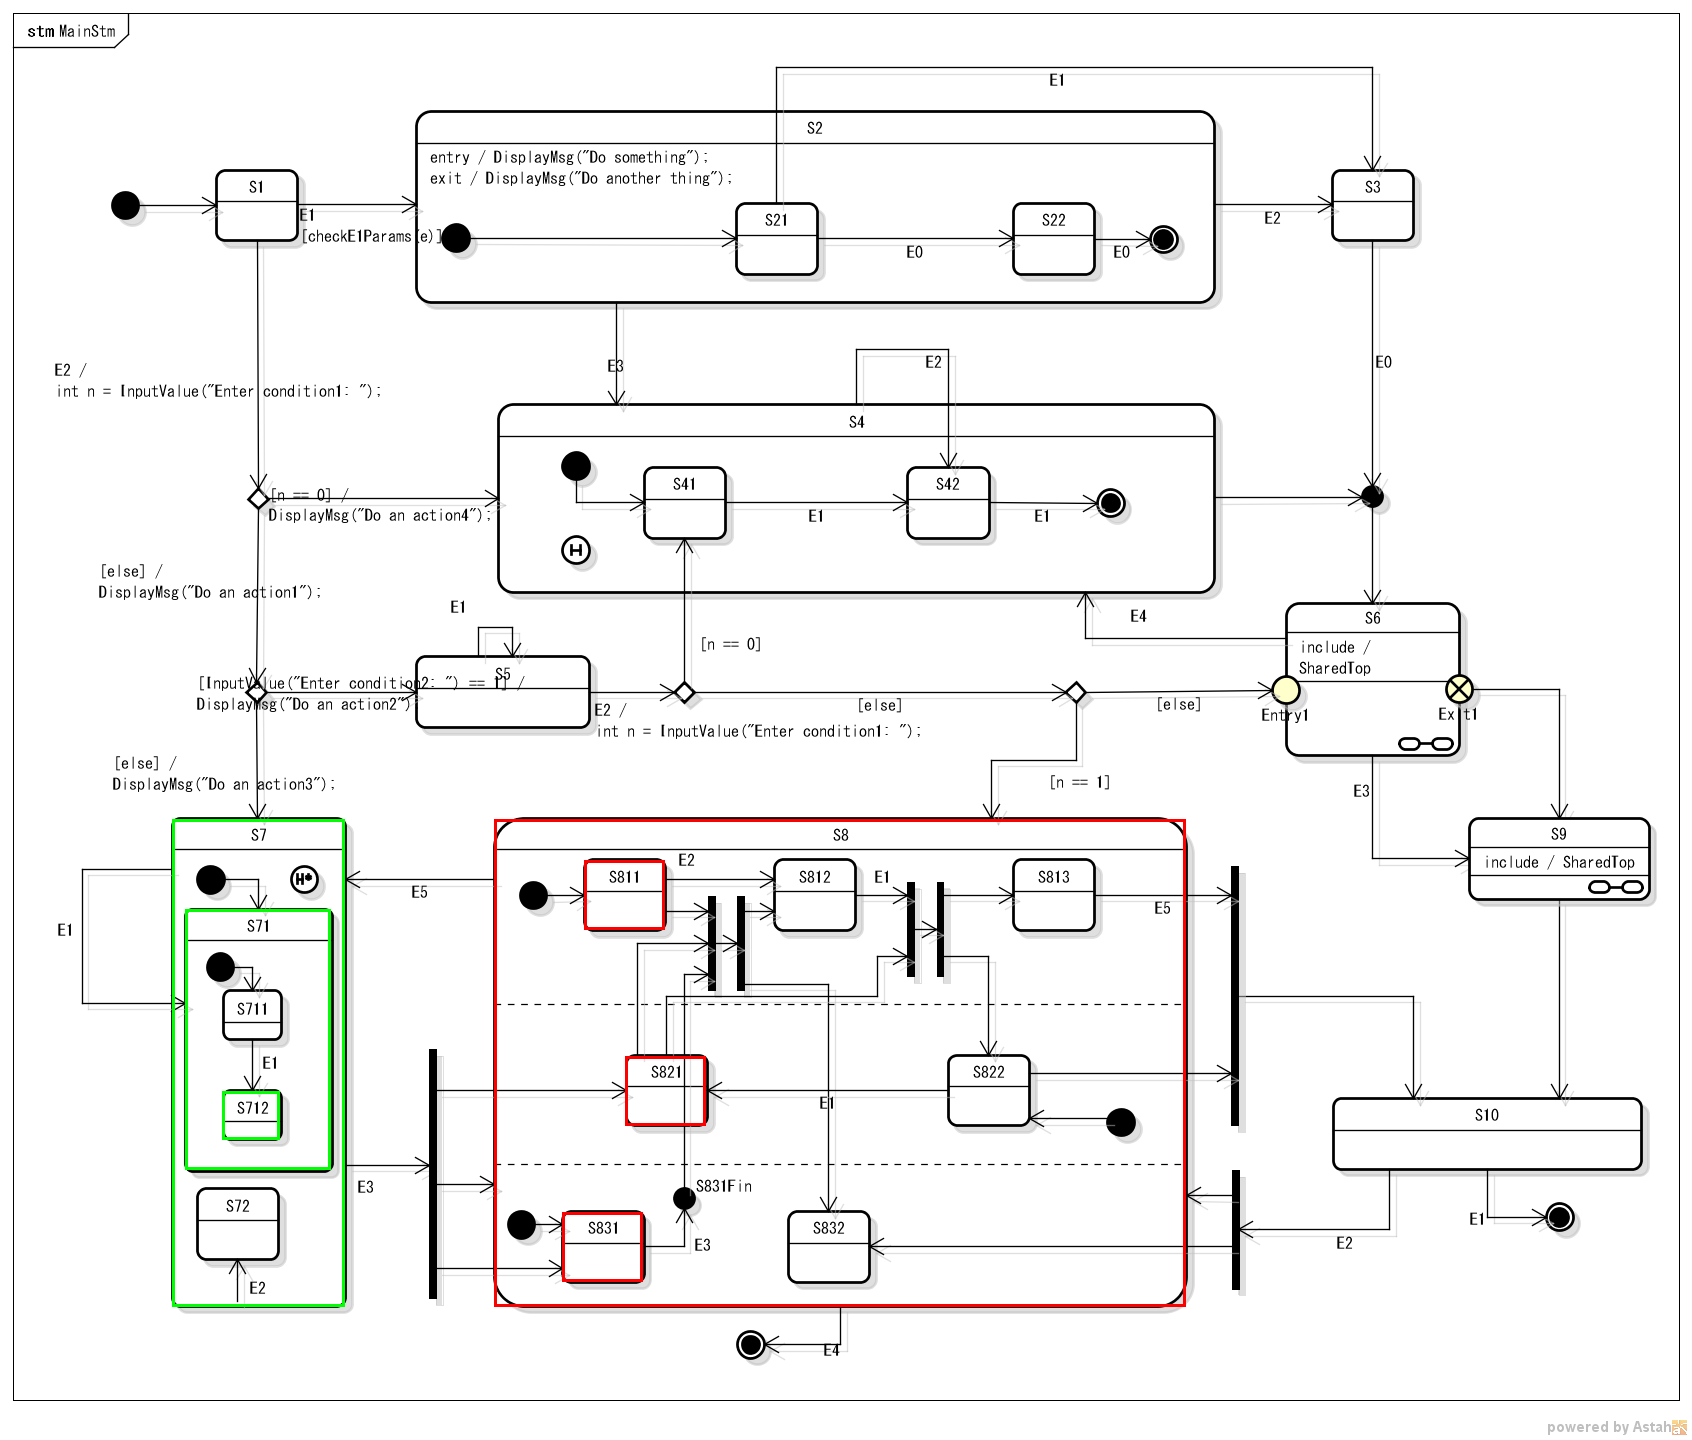 stm MainStm
E1
S2
entry / DisplayMsg("Do something");
exit / DisplayMsg("Do another thing");
S1
S3
E1
[checkE1Params(e)]
S21
S22
E0
E0
E2
E3
E2
E0
E2 /
int n = InputValue("Enter condition1: ");
S4
S41
S42
E1
E1
H
[n == 0] /
DisplayMsg("Do an action4");
[else] /
DisplayMsg("Do an action1");
E1
E4
S6
include /
SharedTop
[n == 0]
S5
[InputValue("Enter condition2: ") == 1] /
DisplayMsg("Do an action2")
E2 /
int n = InputValue("Enter condition1: ");
[else]
[else]
Entry1
Exit1
[else] /
DisplayMsg("Do an action3");
[n == 1]
E3
S7
H*
S8
S9
include / SharedTop
E5
E2
S811
S812
E1
S813
E5
E1
S71
S711
E1
S712
S821
S822
E1
S10
E3
S72
E2
S831Fin
S831
E3
S832
E2
E1
E4
powered by Astah